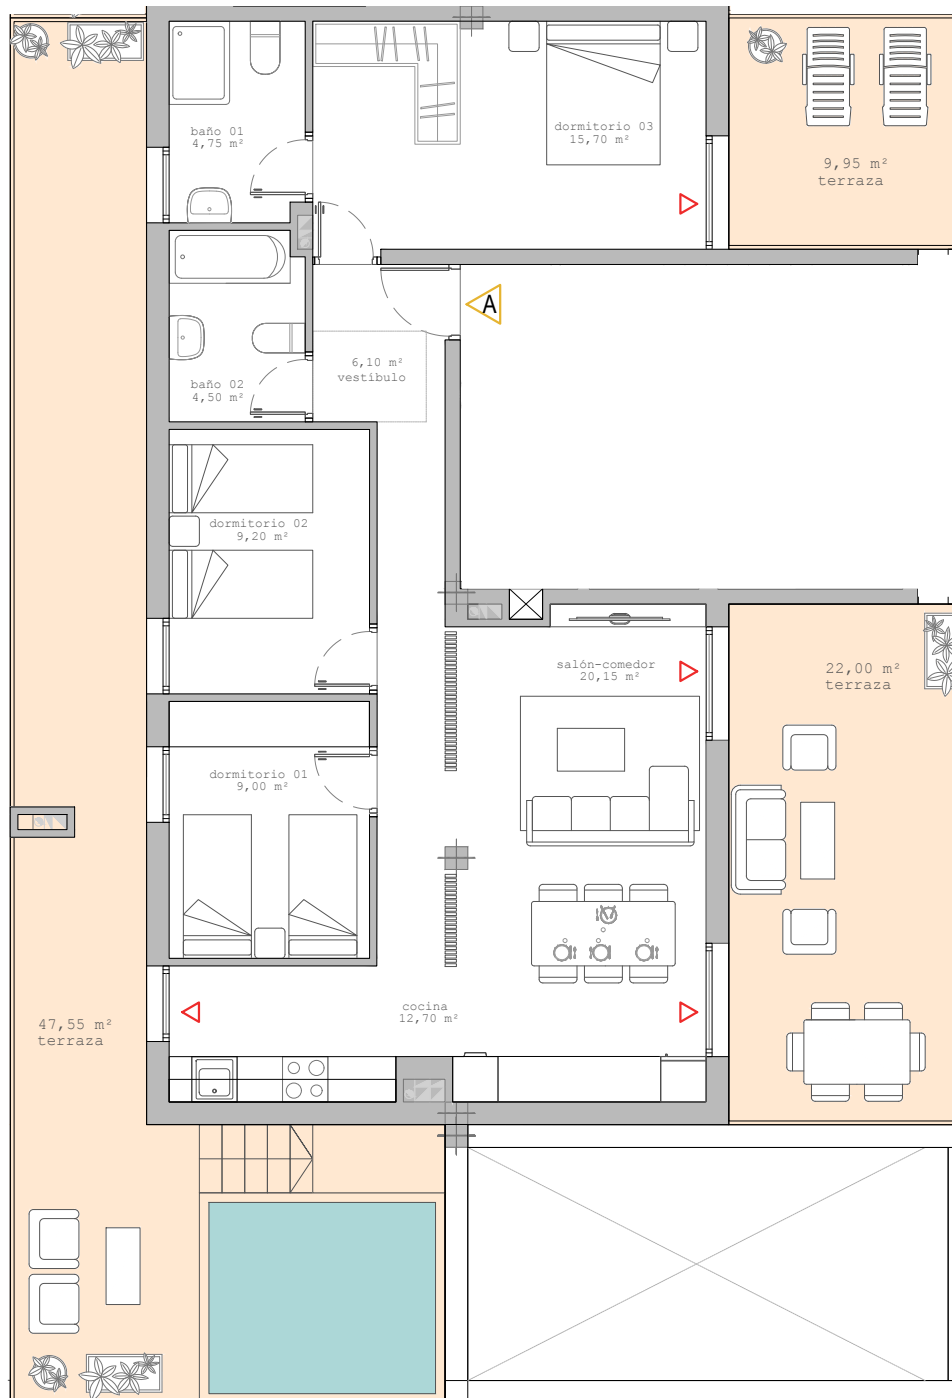 baño 01
4,75 m²
dormitorio 03
15,70 m²
9,95 m²
terraza
A
6,10 m²
vestíbulo
baño 02
4,50 m²
dormitorio 02
9,20 m²
salón-comedor
20,15 m²
22,00 m²
terraza
dormitorio 01
9,00 m²
cocina
12,70 m²
47,55 m²
terraza